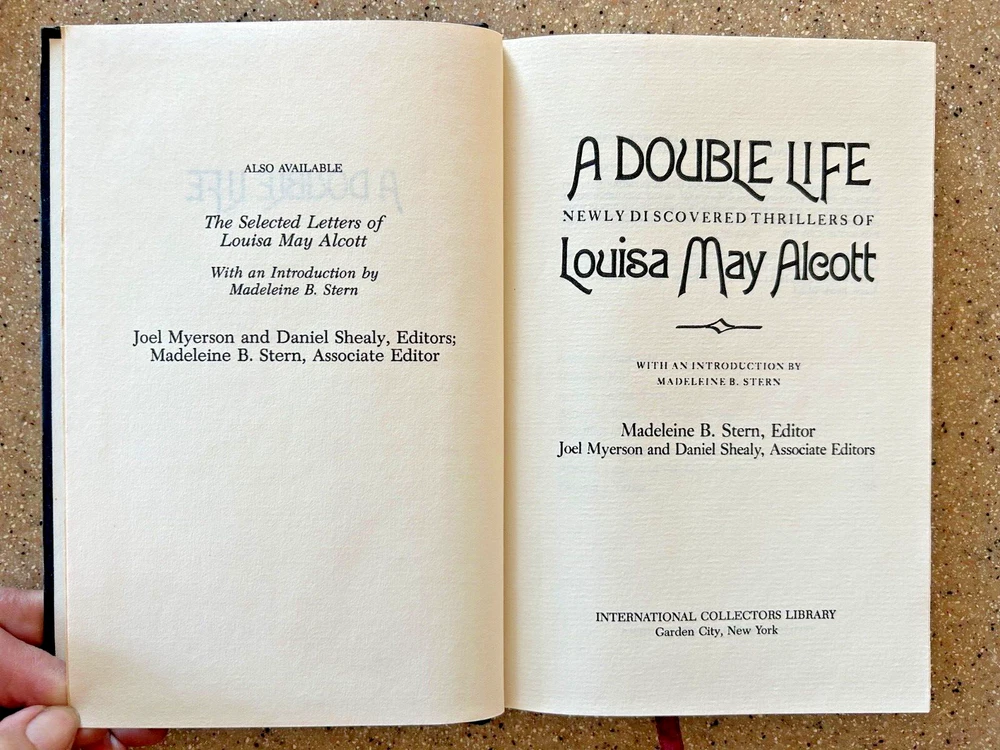 ALSO AVAILABLE
The Selected Letters of
Louisa May Alcott
With an Introduction by
Madeleine B. Stern
Joel Myerson and Daniel Shealy, Editors;
Madeleine B. Stern, Associate Editor
A DOUBLE LIFE
NEWLY DISCOVERED THRILLERS OF
Louisa May Alcott
WITH AN INTRODUCTION BY
MADELEINE B. STERN
Madeleine B. Stern, Editor
Joel Myerson and Daniel Shealy, Associate Editors
INTERNATIONAL COLLECTORS LIBRARY
Garden City, New York